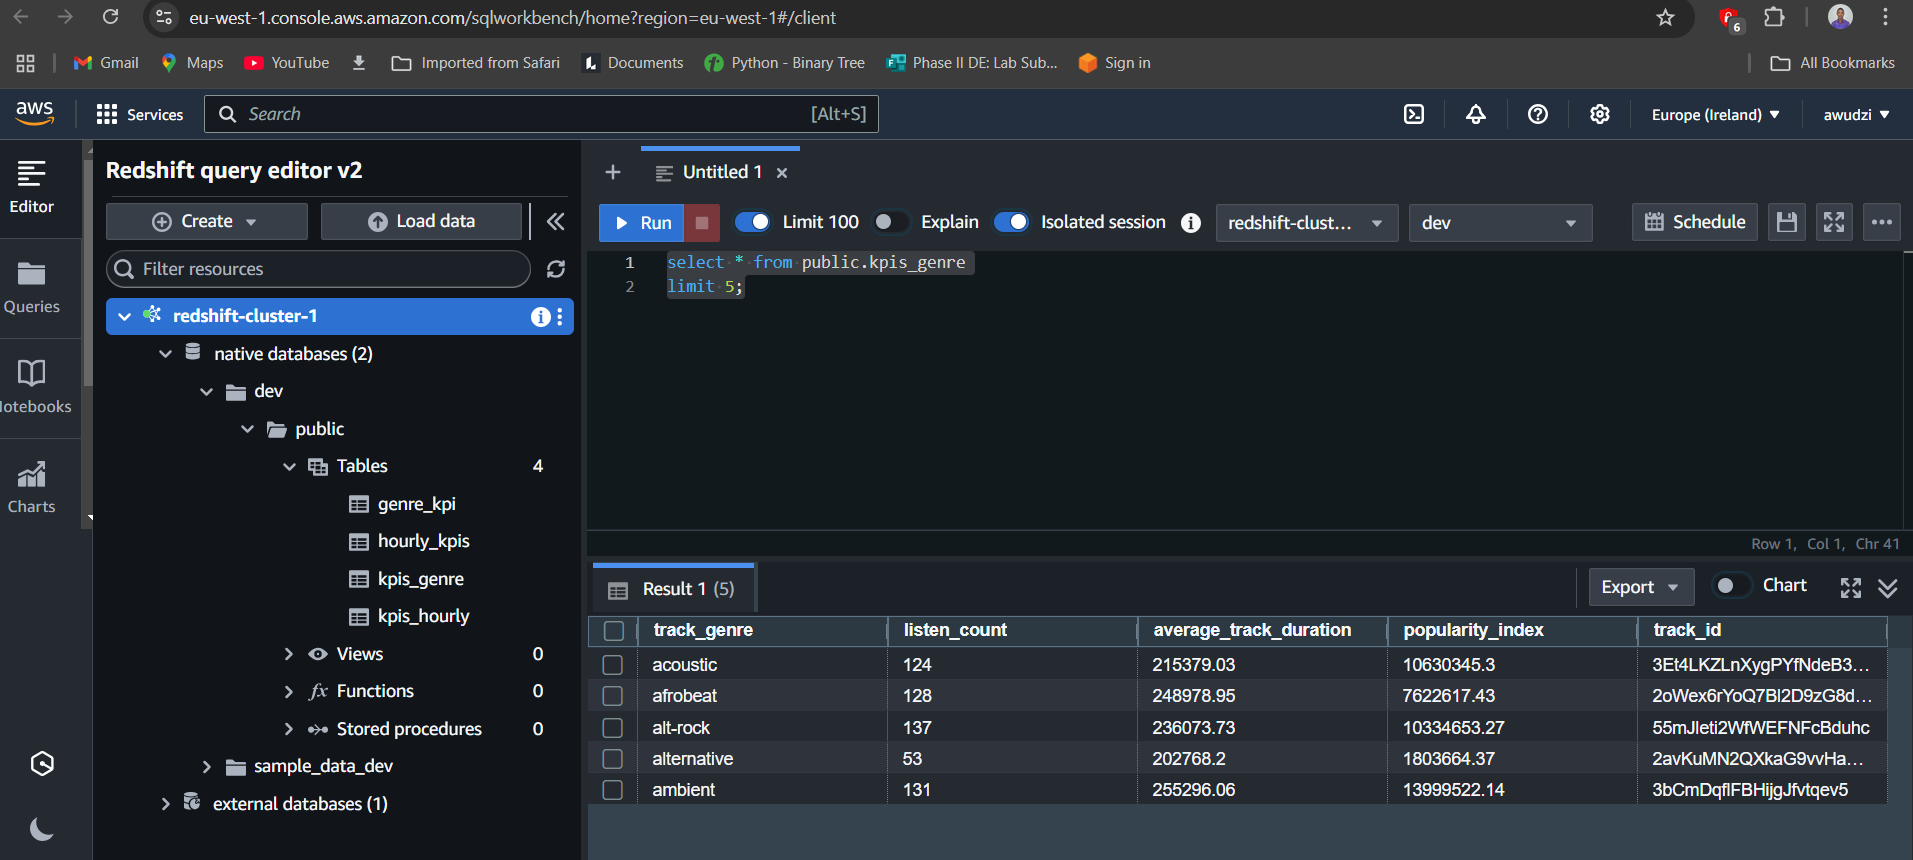 eu-west-1.console.aws.amazon.com/sqlworkbench/home?region=eu-west-1#/client
6
Gmail
Maps
YouTube
Imported from Safari
Documents
Python - Binary Tree
Phase II DE: Lab Sub...
Sign in
All Bookmarks
aws
Services
Search
[Alt+S]
Europe (Ireland)
awudzi
Editor
Queries
Notebooks
Charts
Redshift query editor v2
Create
Load data
Filter resources
redshift-cluster-1
native databases (2)
dev
public
Tables 4
genre_kpi
hourly_kpis
kpis_genre
kpis_hourly
Views 0
fx Functions 0
Stored procedures 0
sample_data_dev
external databases (1)
Untitled 1
Run
Limit 100
Explain
Isolated session
redshift-clust...
dev
Schedule
1 select * from public.kpis_genre
2 limit 5;
Row 1, Col 1, Chr 41
Result 1 (5)
Export
Chart
track_genre listen_count average_track_duration popularity_index track_id
acoustic 124 215379.03 10630345.3 3Et4LKZLnXygPYfNdeB3...
afrobeat 128 248978.95 7622617.43 2oWex6rYoQ7Bl2D9zG8d...
alt-rock 137 236073.73 10334653.27 55mJleti2WfWEFNFcBduhc
alternative 53 202768.2 1803664.37 2avKuMN2QXkaG9vvHa...
ambient 131 255296.06 13999522.14 3bCmDqflFBHijgJfvtqev5